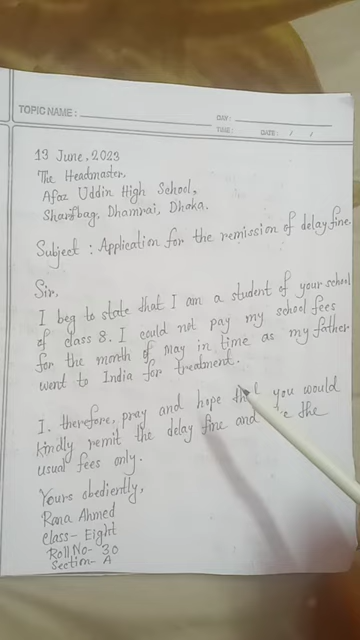 TOPIC NAME :
DAY :
TIME : DATE : / /
13 June, 2023
The Headmaster,
Afaz Uddin High School,
Sharifbag, Dhamrai, Dhaka.
Subject : Application for the remission of delay fine.
Sir,
I beg to state that I am a student of your school
of class 8. I could not pay my school fees
for the month of May in time as my father
went to India for treatment.
I. therefore, pray and hope that you would
kindly remit the delay fine and the
usual fees only.
Yours obediently,
Rana Ahmed
Class- Eight
Roll No- 30
Section- A